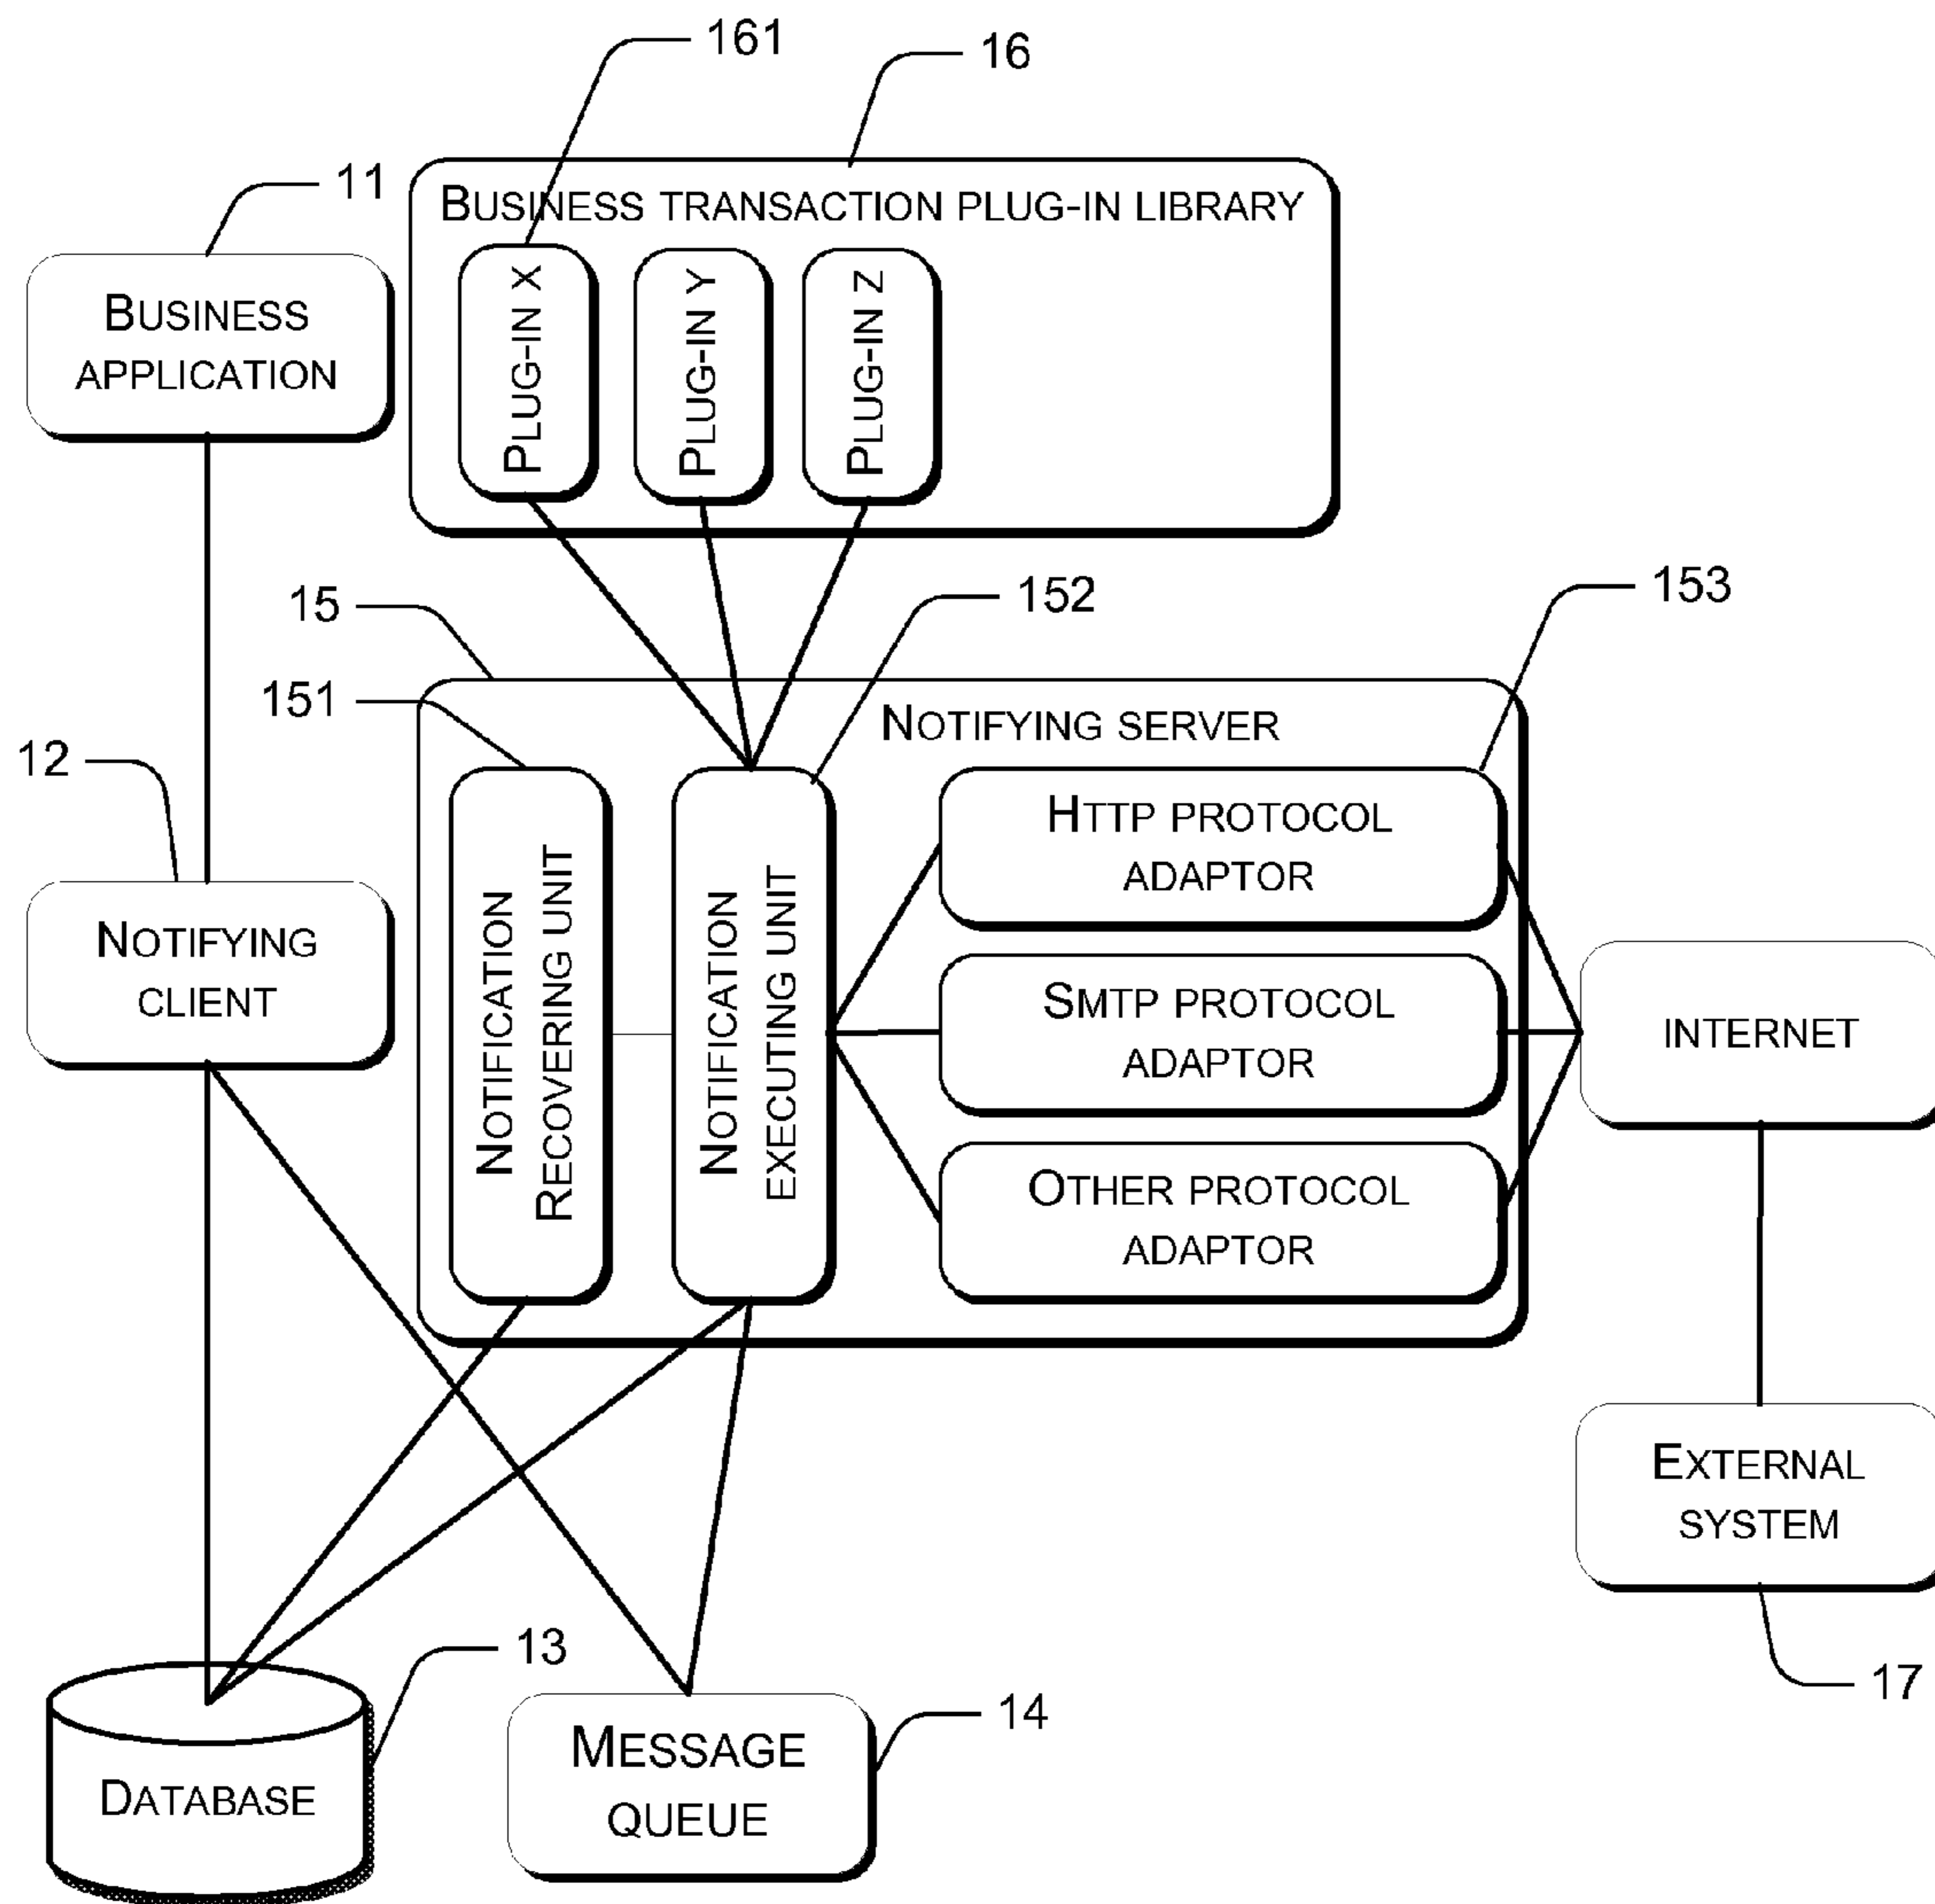 161
16
11
BUSINESS TRANSACTION PLUG-IN LIBRARY
BUSINESS
APPLICATION
PLUG-IN X
PLUG-IN Y
PLUG-IN Z
15
152
153
151
NOTIFYING SERVER
12
NOTIFYING
CLIENT
NOTIFICATION
RECOVERING UNIT
NOTIFICATION
EXECUTING UNIT
HTTP PROTOCOL
ADAPTOR
SMTP PROTOCOL
ADAPTOR
OTHER PROTOCOL
ADAPTOR
INTERNET
EXTERNAL
SYSTEM
17
13
DATABASE
14
MESSAGE
QUEUE